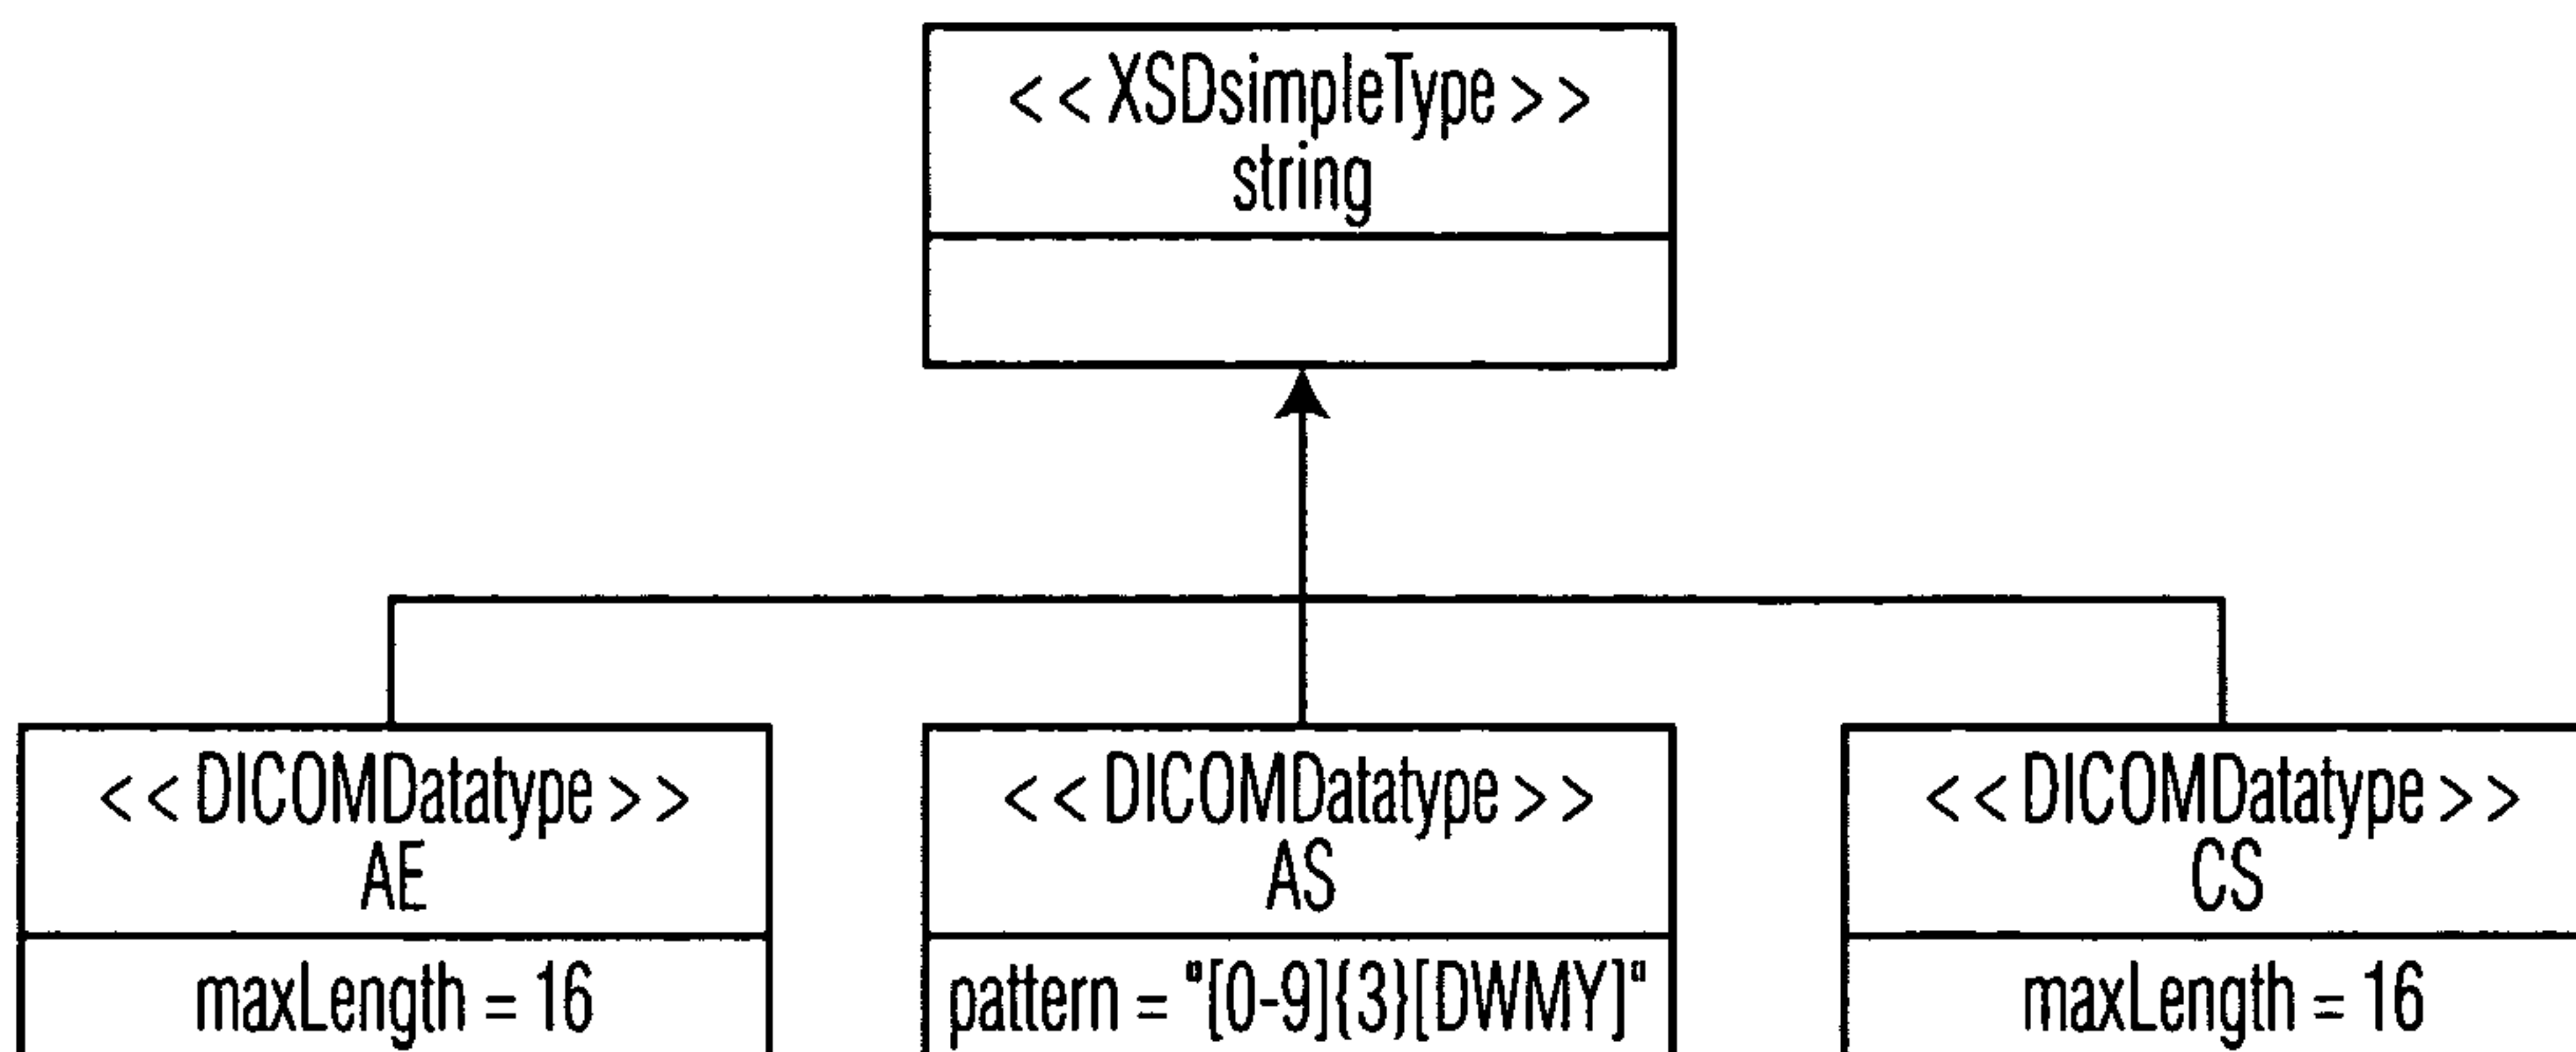 <<XSDsimpleType>>
string
<<DICOMDatatype>>
AE
maxLength = 16
<<DICOMDatatype>>
AS
pattern = "[0-9]{3}[DWMY]"
<<DICOMDatatype>>
CS
maxLength = 16